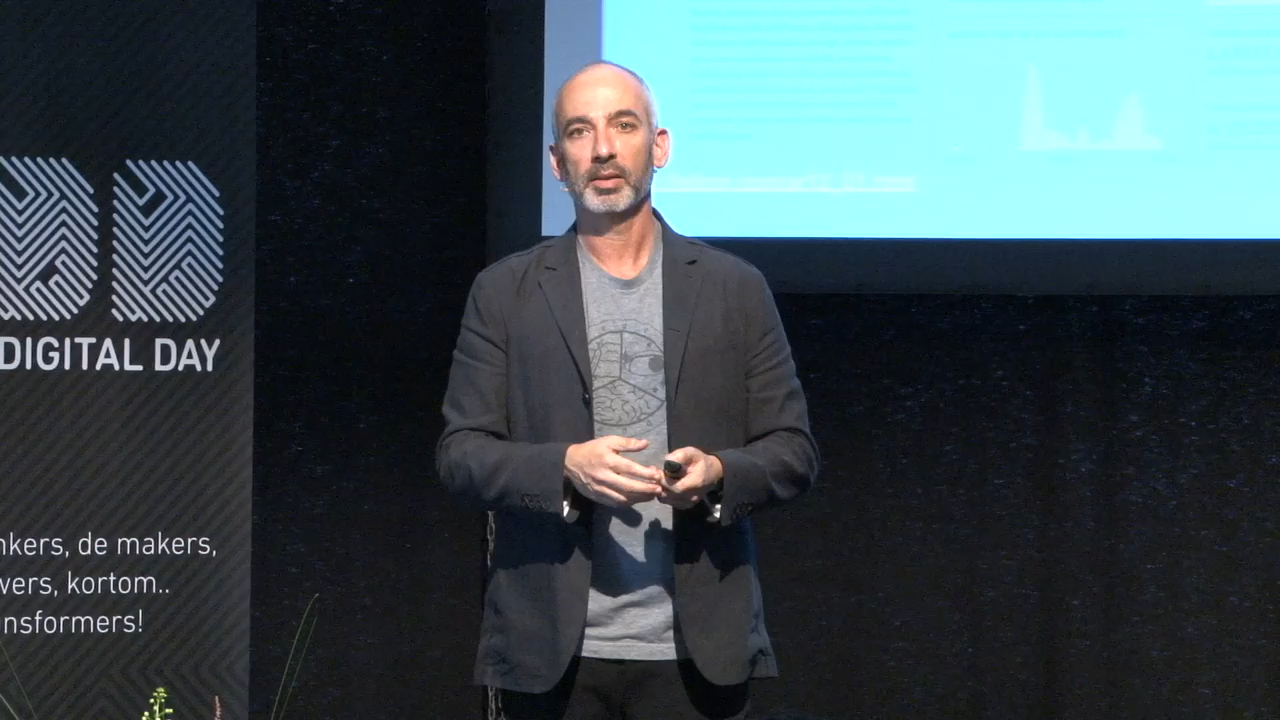 DIGITAL DAY
nkers, de makers,
vers, kortom..
nsformers!